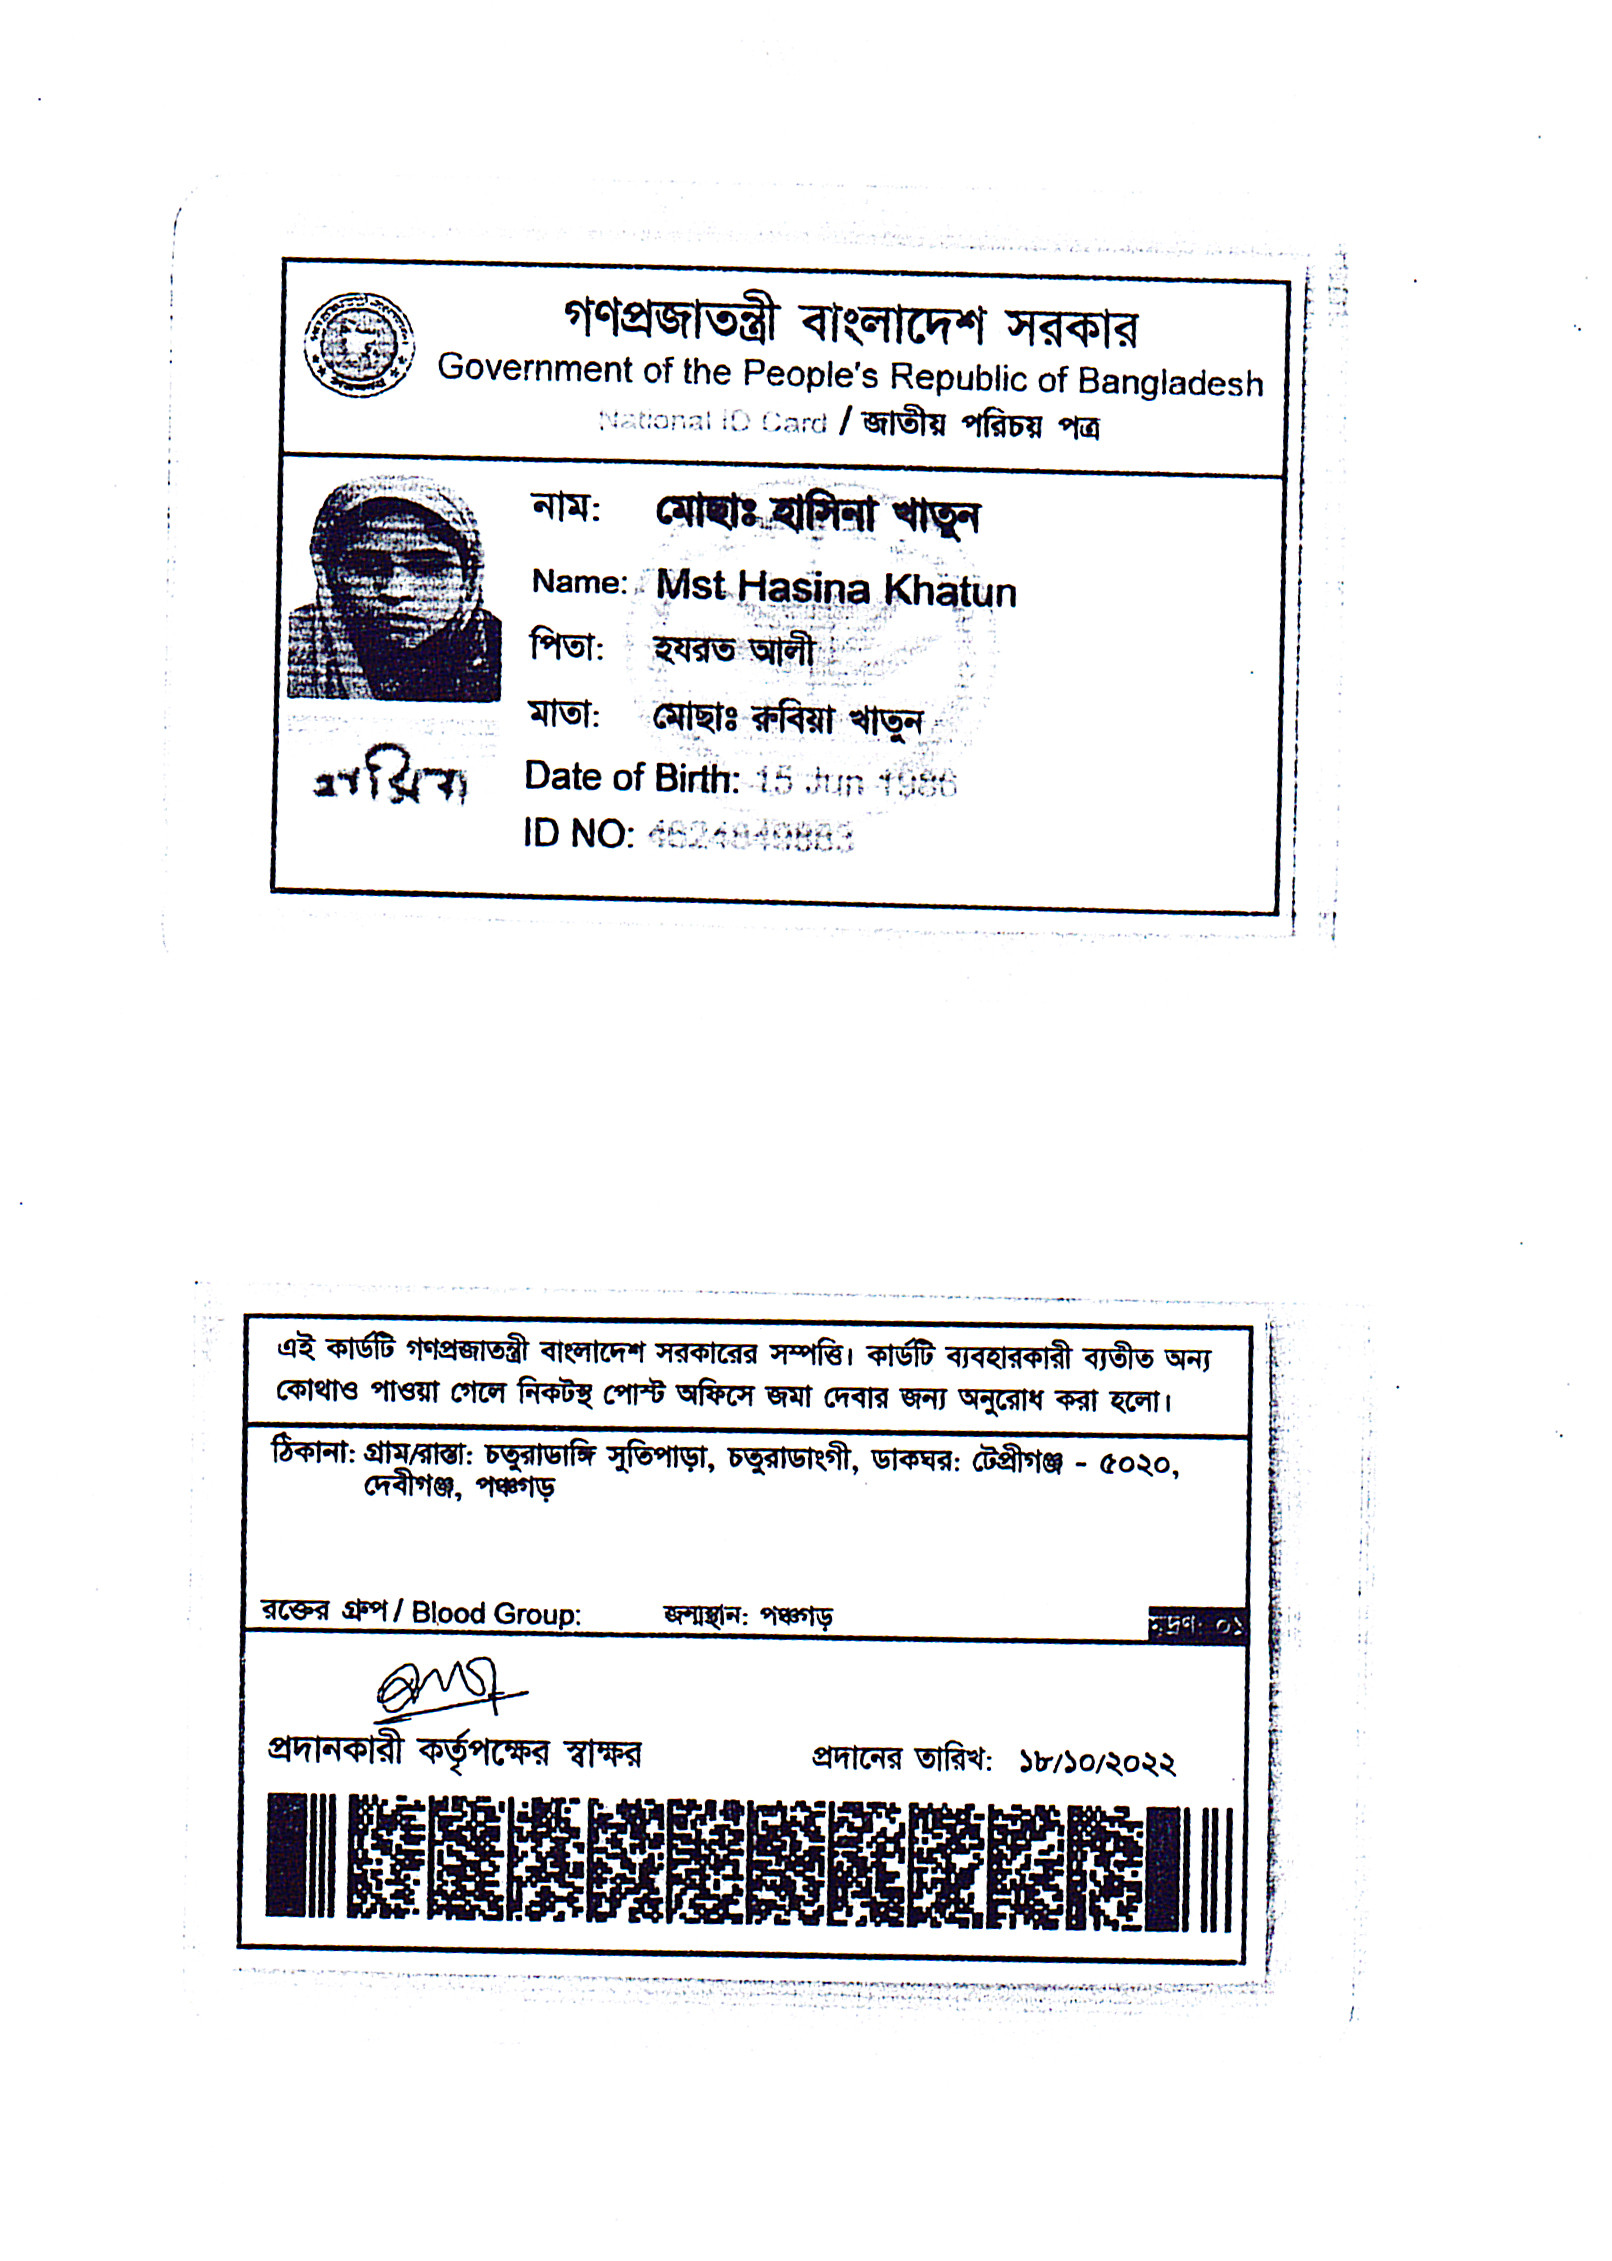 গণপ্রজাতন্ত্রী বাংলাদেশ সরকার
Government of the People's Republic of Bangladesh
National ID Card / জাতীয় পরিচয় পত্র
নাম: মোছাঃ হাসিনা খাতুন
Name: Mst Hasina Khatun
পিতা: হযরত আলী
মাতা: মোছাঃ রুবিয়া খাতুন
Date of Birth: 15 Jun 1986
ID NO:
এই কার্ডটি গণপ্রজাতন্ত্রী বাংলাদেশ সরকারের সম্পত্তি। কার্ডটি ব্যবহারকারী ব্যতীত অন্য
কোথাও পাওয়া গেলে নিকটস্থ পোস্ট অফিসে জমা দেবার জন্য অনুরোধ করা হলো।
ঠিকানা: গ্রাম/রাস্তা: চতুরাডাঙ্গি সুতিপাড়া, চতুরাডাংগী, ডাকঘর: টেপ্রীগঞ্জ - ৫০২০,
দেবীগঞ্জ, পঞ্চগড়
রক্তের গ্রুপ / Blood Group: জন্মস্থান: পঞ্চগড় মুদ্রণ: ০১
প্রদানকারী কর্তৃপক্ষের স্বাক্ষর প্রদানের তারিখ: ১৮/১০/২০২২